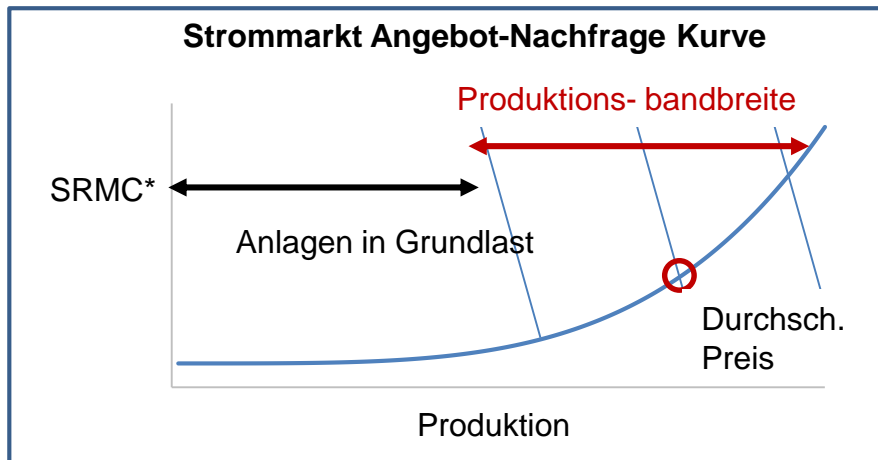 Strommarkt Angebot-Nachfrage Kurve
Produktions- bandbreite
SRMC*
Anlagen in Grundlast
Durchsch.
Preis
Produktion